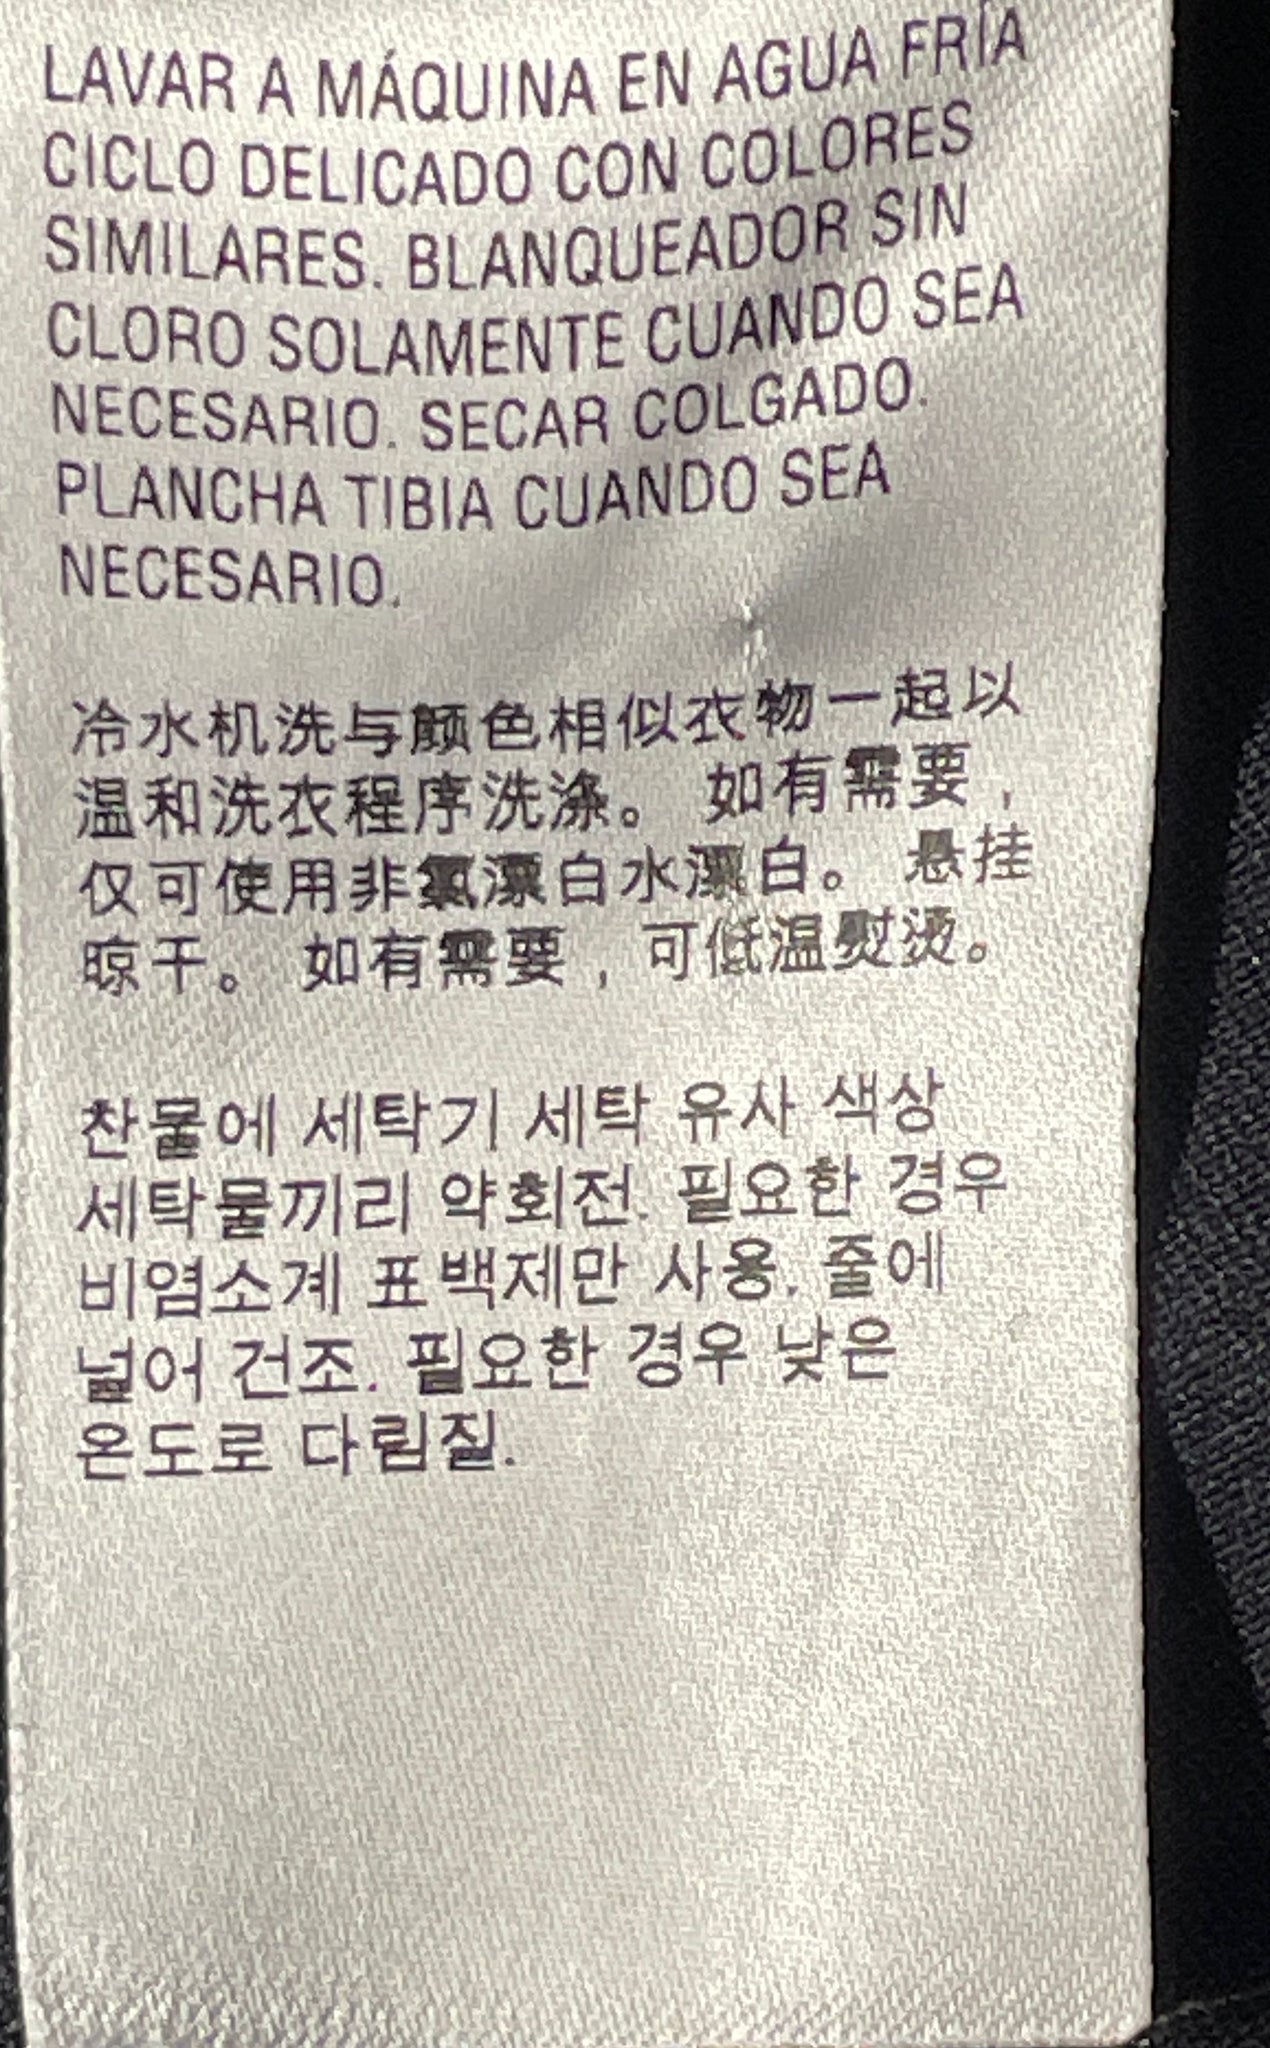 LAVAR A MÁQUINA EN AGUA FRÍA
CICLO DELICADO CON COLORES
SIMILARES. BLANQUEADOR SIN
CLORO SOLAMENTE CUANDO SEA
NECESARIO. SECAR COLGADO.
PLANCHA TIBIA CUANDO SEA
NECESARIO.
冷水机洗与颜色相似衣物一起以
温和洗衣程序洗涤。 如有需要，
仅可使用非氯漂白水漂白。 悬挂
晾干。 如有需要，可低温熨烫。
찬물에 세탁기 세탁 유사 색상
세탁물끼리 약회전. 필요한 경우
비염소계 표백제만 사용. 줄에
널어 건조. 필요한 경우 낮은
온도로 다림질.